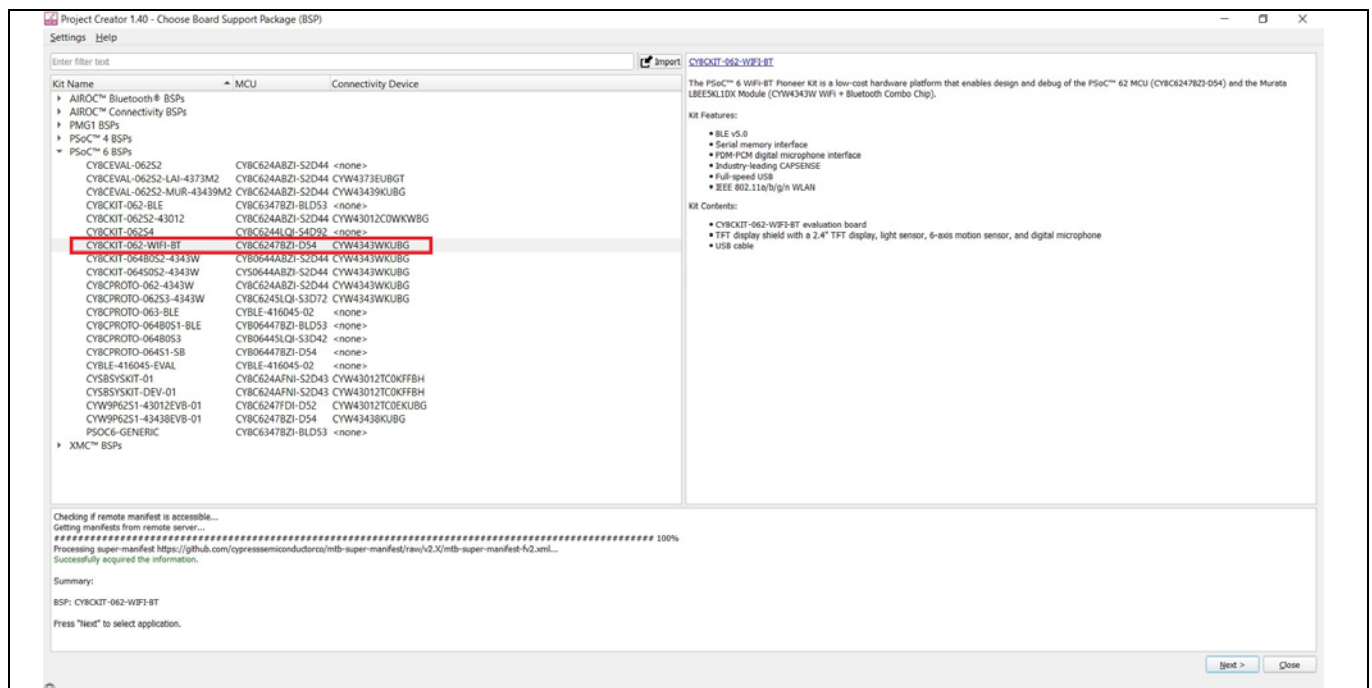 Project Creator 1.40 - Choose Board Support Package (BSP)
Settings Help
Enter filter text
Import
Kit Name MCU Connectivity Device
AIROC™ Bluetooth® BSPs
AIROC™ Connectivity BSPs
PMG1 BSPs
PSoC™ 4 BSPs
PSoC™ 6 BSPs
CY8CEVAL-062S2 CY8C624ABZI-S2D44 <none>
CY8CEVAL-062S2-LAI-4373M2 CY8C624ABZI-S2D44 CYW4373EUBGT
CY8CEVAL-062S2-MUR-43439M2 CY8C624ABZI-S2D44 CYW43439KUBG
CY8CKIT-062-BLE CY8C6347BZI-BLD53 <none>
CY8CKIT-062S2-43012 CY8C624ABZI-S2D44 CYW43012C0WKWBG
CY8CKIT-062S4 CY8C6244LQI-S4D92 <none>
CY8CKIT-062-WIFI-BT CY8C6247BZI-D54 CYW4343WKUBG
CY8CKIT-064B0S2-4343W CYB0644ABZI-S2D44 CYW4343WKUBG
CY8CKIT-064S0S2-4343W CYS0644ABZI-S2D44 CYW4343WKUBG
CY8CPROTO-062-4343W CY8C624ABZI-S2D44 CYW4343WKUBG
CY8CPROTO-062S3-4343W CY8C6245LQI-S3D72 CYW4343WKUBG
CY8CPROTO-063-BLE CYBLE-416045-02 <none>
CY8CPROTO-064B0S1-BLE CYB06447BZI-BLD53 <none>
CY8CPROTO-064B0S3 CYB06445LQI-S3D42 <none>
CY8CPROTO-064S1-SB CYB06447BZI-D54 <none>
CYBLE-416045-EVAL CYBLE-416045-02 <none>
CYSBSYSKIT-01 CY8C624AFNI-S2D43 CYW43012TC0KFFBH
CYSBSYSKIT-DEV-01 CY8C624AFNI-S2D43 CYW43012TC0KFFBH
CYW9P62S1-43012EVB-01 CY8C6247FDI-D52 CYW43012TC0EKUBG
CYW9P62S1-43438EVB-01 CY8C6247BZI-D54 CYW43438KUBG
PSOC6-GENERIC CY8C6347BZI-BLD53 <none>
XMC™ BSPs
CY8CKIT-062-WIFI-BT
The PSoC™ 6 WiFi-BT Pioneer Kit is a low-cost hardware platform that enables design and debug of the PSoC™ 62 MCU (CY8C6247BZI-D54) and the Murata
LBEE5KL1DX Module (CYW4343W WiFi + Bluetooth Combo Chip).
Kit Features:
• BLE v5.0
• Serial memory interface
• PDM-PCM digital microphone interface
• Industry-leading CAPSENSE
• Full-speed USB
• IEEE 802.11a/b/g/n WLAN
Kit Contents:
• CY8CKIT-062-WIFI-BT evaluation board
• TFT display shield with a 2.4" TFT display, light sensor, 6-axis motion sensor, and digital microphone
• USB cable
Checking if remote manifest is accessible...
Getting manifests from remote server...
#################################################################################################### 100%
Processing super-manifest https://github.com/cypresssemiconductorco/mtb-super-manifest/raw/v2.X/mtb-super-manifest-fv2.xml...
Successfully acquired the information.
Summary:
BSP: CY8CKIT-062-WIFI-BT
Press "Next" to select application.
Next > Close